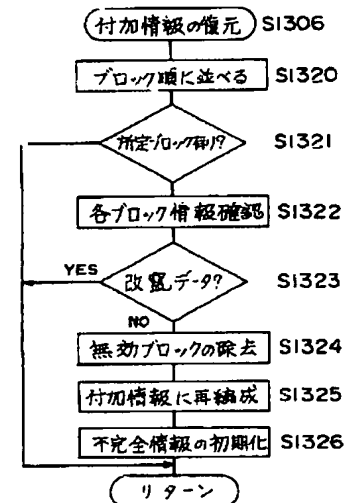 付加情報の復元 S1306
ブロック順に並べる S1320
所定ブロック有り? S1321
各ブロック情報確認 S1322
YES
改竄データ? S1323
NO
無効ブロックの除去 S1324
付加情報に再編成 S1325
不完全情報の初期化 S1326
リターン